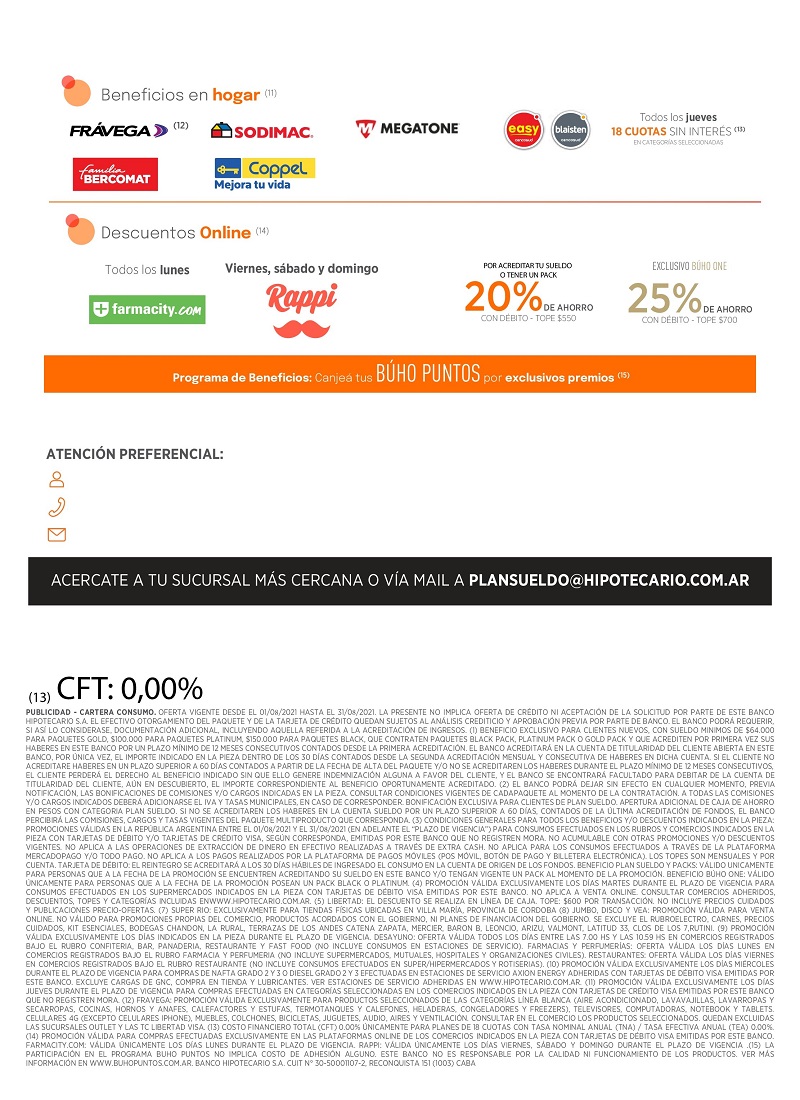 Beneficios en hogar (11)
FRÁVEGA (12)
SODIMAC
MEGATONE
easy
cencosud
blaisten
cencosud
Todos los jueves
18 CUOTAS SIN INTERÉS (13)
EN CATEGORÍAS SELECCIONADAS
Familia
BERCOMAT
Coppel
Mejora tu vida
Descuentos Online (14)
Todos los lunes
farmacity.com
Viernes, sábado y domingo
Rappi
POR ACREDITAR TU SUELDO
O TENER UN PACK
20% DE AHORRO
CON DÉBITO - TOPE $550
EXCLUSIVO BÚHO ONE
25% DE AHORRO
CON DÉBITO - TOPE $700
Programa de Beneficios: Canjeá tus BÚHO PUNTOS por exclusivos premios (15)
ATENCIÓN PREFERENCIAL:
ACERCATE A TU SUCURSAL MÁS CERCANA O VÍA MAIL A PLANSUELDO@HIPOTECARIO.COM.AR
(13) CFT: 0,00%
PUBLICIDAD - CARTERA CONSUMO. OFERTA VIGENTE DESDE EL 01/08/2021 HASTA EL 31/08/2021. LA PRESENTE NO IMPLICA OFERTA DE CRÉDITO NI ACEPTACIÓN DE LA SOLICITUD POR PARTE DE ESTE BANCO
HIPOTECARIO S.A. EL EFECTIVO OTORGAMIENTO DEL PAQUETE Y DE LA TARJETA DE CRÉDITO QUEDAN SUJETOS AL ANÁLISIS CREDITICIO Y APROBACIÓN PREVIA POR PARTE DE BANCO. EL BANCO PODRÁ REQUERIR,
SI ASÍ LO CONSIDERASE, DOCUMENTACIÓN ADICIONAL, INCLUYENDO AQUELLA REFERIDA A LA ACREDITACIÓN DE INGRESOS. (1) BENEFICIO EXCLUSIVO PARA CLIENTES NUEVOS, CON SUELDO MINIMOS DE $64.000
PARA PAQUETES GOLD, $100.000 PARA PAQUETES PLATINUM, $150.000 PARA PAQUETES BLACK, QUE CONTRATEN PAQUETES BLACK PACK, PLATINUM PACK O GOLD PACK Y QUE ACREDITEN POR PRIMERA VEZ SUS
HABERES EN ESTE BANCO POR UN PLAZO MÍNIMO DE 12 MESES CONSECUTIVOS CONTADOS DESDE LA PRIMERA ACREDITACIÓN. EL BANCO ACREDITARÁ EN LA CUENTA DE TITULARIDAD DEL CLIENTE ABIERTA EN ESTE
BANCO, POR ÚNICA VEZ, EL IMPORTE INDICADO EN LA PIEZA DENTRO DE LOS 30 DÍAS CONTADOS DESDE LA SEGUNDA ACREDITACIÓN MENSUAL Y CONSECUTIVA DE HABERES EN DICHA CUENTA. SI EL CLIENTE NO
ACREDITARE HABERES EN UN PLAZO SUPERIOR A 60 DÍAS CONTADOS A PARTIR DE LA FECHA DE ALTA DEL PAQUETE Y/O NO SE ACREDITAREN LOS HABERES DURANTE EL PLAZO MÍNIMO DE 12 MESES CONSECUTIVOS,
EL CLIENTE PERDERÁ EL DERECHO AL BENEFICIO INDICADO SIN QUE ELLO GENERE INDEMNIZACIÓN ALGUNA A FAVOR DEL CLIENTE, Y EL BANCO SE ENCONTRARÁ FACULTADO PARA DEBITAR DE LA CUENTA DE
TITULARIDAD DEL CLIENTE, AÚN EN DESCUBIERTO, EL IMPORTE CORRESPONDIENTE AL BENEFICIO OPORTUNAMENTE ACREDITADO. (2) EL BANCO PODRÁ DEJAR SIN EFECTO EN CUALQUIER MOMENTO, PREVIA
NOTIFICACIÓN, LAS BONIFICACIONES DE COMISIONES Y/O CARGOS INDICADAS EN LA PIEZA, CONSULTAR CONDICIONES VIGENTES DE CADAPAQUETE AL MOMENTO DE LA CONTRATACIÓN. A TODAS LAS COMISIONES
Y/O CARGOS INDICADOS DEBERÁ ADICIONARSE EL IVA Y TASAS MUNICIPALES, EN CASO DE CORRESPONDER. BONIFICACIÓN EXCLUSIVA PARA CLIENTES DE PLAN SUELDO. APERTURA ADICIONAL DE CAJA DE AHORRO
EN PESOS CON CATEGORIA PLAN SUELDO. SI NO SE ACREDITAREN LOS HABERES EN LA CUENTA SUELDO POR UN PLAZO SUPERIOR A 60 DÍAS, CONTADOS DE LA ÚLTIMA ACREDITACIÓN DE FONDOS, EL BANCO
PERCIBIRÁ LAS COMISIONES, CARGOS Y TASAS VIGENTES DEL PAQUETE MULTIPRODUCTO QUE CORRESPONDA. (3) CONDICIONES GENERALES PARA TODOS LOS BENEFICIOS Y/O DESCUENTOS INDICADOS EN LA PIEZA:
PROMOCIONES VÁLIDAS EN LA REPÚBLICA ARGENTINA ENTRE EL 01/08/2021 Y EL 31/08/2021 (EN ADELANTE EL "PLAZO DE VIGENCIA") PARA CONSUMOS EFECTUADOS EN LOS RUBROS Y COMERCIOS INDICADOS EN LA
PIEZA CON TARJETAS DE DÉBITO Y/O TARJETAS DE CRÉDITO VISA, SEGÚN CORRESPONDA, EMITIDAS POR ESTE BANCO QUE NO REGISTREN MORA. NO ACUMULABLE CON OTRAS PROMOCIONES Y/O DESCUENTOS
VIGENTES. NO APLICA A LAS OPERACIONES DE EXTRACCIÓN DE DINERO EN EFECTIVO REALIZADAS A TRAVÉS DE EXTRA CASH. NO APLICA PARA LOS CONSUMOS EFECTUADOS A TRAVÉS DE LA PLATAFORMA
MERCADOPAGO Y/O TODO PAGO. NO APLICA A LOS PAGOS REALIZADOS POR LA PLATAFORMA DE PAGOS MÓVILES (POS MÓVIL, BOTÓN DE PAGO Y BILLETERA ELECTRÓNICA). LOS TOPES SON MENSUALES Y POR
CUENTA. TARJETA DE DÉBITO: EL REINTEGRO SE ACREDITARÁ A LOS 30 DÍAS HÁBILES DE INGRESADO EL CONSUMO EN LA CUENTA DE ORIGEN DE LOS FONDOS. BENEFICIO PLAN SUELDO Y PACKS: VÁLIDO ÚNICAMENTE
PARA PERSONAS QUE A LA FECHA DE LA PROMOCIÓN SE ENCUENTREN ACREDITANDO SU SUELDO EN ESTE BANCO Y/O TENGAN VIGENTE UN PACK AL MOMENTO DE LA PROMOCIÓN. BENEFICIO BÚHO ONE: VÁLIDO
ÚNICAMENTE PARA PERSONAS QUE A LA FECHA DE LA PROMOCIÓN POSEAN UN PACK BLACK O PLATINUM. (4) PROMOCIÓN VÁLIDA EXCLUSIVAMENTE LOS DÍAS MARTES DURANTE EL PLAZO DE VIGENCIA PARA
CONSUMOS EFECTUADOS EN LOS SUPERMERCADOS INDICADOS EN LA PIEZA CON TARJETAS DE DÉBITO VISA EMITIDAS POR ESTE BANCO. NO APLICA A VENTA ONLINE. CONSULTAR COMERCIOS ADHERIDOS,
DESCUENTOS, TOPES Y CATEGORÍAS INCLUIDAS ENWWW.HIPOTECARIO.COM.AR. (5) LIBERTAD: EL DESCUENTO SE REALIZA EN LÍNEA DE CAJA. TOPE: $600 POR TRANSACCIÓN. NO INCLUYE PRECIOS CUIDADOS
Y PUBLICACIONES PRECIO-OFERTAS. (7) SUPER RIO: EXCLUSIVAMENTE PARA TIENDAS FÍSICAS UBICADAS EN VILLA MARÍA, PROVINCIA DE CORDOBA (8) JUMBO, DISCO Y VEA: PROMOCIÓN VÁLIDA PARA VENTA
ONLINE. NO VÁLIDO PARA PROMOCIONES PROPIAS DEL COMERCIO, PRODUCTOS ACORDADOS CON EL GOBIERNO, NI PLANES DE FINANCIACIÓN DEL GOBIERNO. SE EXCLUYE EL RUBROELECTRO, CARNES, PRECIOS
CUIDADOS, KIT ESENCIALES, BODEGAS CHANDON, LA RURAL, TERRAZAS DE LOS ANDES CATENA ZAPATA, MERCIER, BARON B, LEONCIO, ARIZU, VALMONT, LATITUD 33, CLOS DE LOS 7,RUTINI. (9) PROMOCIÓN
VÁLIDA EXCLUSIVAMENTE LOS DÍAS INDICADOS EN LA PIEZA DURANTE EL PLAZO DE VIGENCIA. DESAYUNO: OFERTA VÁLIDA TODOS LOS DÍAS ENTRE LAS 7.00 HS Y LAS 10.59 HS EN COMERCIOS REGISTRADOS
BAJO EL RUBRO CONFITERIA, BAR, PANADERIA, RESTAURANTE Y FAST FOOD (NO INCLUYE CONSUMOS EN ESTACIONES DE SERVICIO). FARMACIAS Y PERFUMERÍAS: OFERTA VÁLIDA LOS DÍAS LUNES EN
COMERCIOS REGISTRADOS BAJO EL RUBRO FARMACIA Y PERFUMERIA (NO INCLUYE SUPERMERCADOS, MUTUALES, HOSPITALES Y ORGANIZACIONES CIVILES). RESTAURANTES: OFERTA VÁLIDA LOS DÍAS VIERNES
EN COMERCIOS REGISTRADOS BAJO EL RUBRO RESTAURANTE (NO INCLUYE CONSUMOS EFECTUADOS EN SUPER/HIPERMERCADOS Y ROTISERIAS). (10) PROMOCIÓN VÁLIDA EXCLUSIVAMENTE LOS DÍAS MIÉRCOLES
DURANTE EL PLAZO DE VIGENCIA PARA COMPRAS DE NAFTA GRADO 2 Y 3 O DIESEL GRADO 2 Y 3 EFECTUADAS EN ESTACIONES DE SERVICIO AXION ENERGY ADHERIDAS CON TARJETAS DE DÉBITO VISA EMITIDAS POR
ESTE BANCO. EXCLUYE CARGAS DE GNC, COMPRA EN TIENDA Y LUBRICANTES. VER ESTACIONES DE SERVICIO ADHERIDAS EN WWW.HIPOTECARIO.COM.AR. (11) PROMOCIÓN VÁLIDA EXCLUSIVAMENTE LOS DÍAS
JUEVES DURANTE EL PLAZO DE VIGENCIA PARA COMPRAS EFECTUADAS EN CATEGORÍAS SELECCIONADAS EN LOS COMERCIOS INDICADOS EN LA PIEZA CON TARJETAS DE CRÉDITO VISA EMITIDAS POR ESTE BANCO
QUE NO REGISTREN MORA. (12) FRAVEGA: PROMOCIÓN VÁLIDA EXCLUSIVAMENTE PARA PRODUCTOS SELECCIONADOS DE LAS CATEGORÍAS LÍNEA BLANCA (AIRE ACONDICIONADO, LAVAVAJILLAS, LAVARROPAS Y
SECARROPAS, COCINAS, HORNOS Y ANAFES, CALEFACTORES Y ESTUFAS, TERMOTANQUES Y CALEFONES, HELADERAS, CONGELADORES Y FREEZERS), TELEVISORES, COMPUTADORAS, NOTEBOOK Y TABLETS.
CELULARES 4G (EXCEPTO CELULARES IPHONE), MUEBLES, COLCHONES, BICICLETAS, JUGUETES, AUDIO, AIRES Y VENTILACIÓN. CONSULTAR EN EL COMERCIO LOS PRODUCTOS SELECCIONADOS. QUEDAN EXCLUIDAS
LAS SUCURSALES OUTLET Y LAS TC LIBERTAD VISA. (13) COSTO FINANCIERO TOTAL (CFT) 0.00% ÚNICAMENTE PARA PLANES DE 18 CUOTAS CON TASA NOMINAL ANUAL (TNA) / TASA EFECTIVA ANUAL (TEA) 0.00%.
(14) PROMOCIÓN VÁLIDA PARA COMPRAS EFECTUADAS EXCLUSIVAMENTE EN LAS PLATAFORMAS ONLINE DE LOS COMERCIOS INDICADOS EN LA PIEZA CON TARJETAS DE DÉBITO VISA EMITIDAS POR ESTE BANCO.
FARMACITY.COM: VÁLIDA ÚNICAMENTE LOS DÍAS LUNES DURANTE EL PLAZO DE VIGENCIA. RAPPI: VÁLIDA ÚNICAMENTE LOS DÍAS VIERNES, SÁBADO Y DOMINGO DURANTE EL PLAZO DE VIGENCIA .(15) LA
PARTICIPACIÓN EN EL PROGRAMA BUHO PUNTOS NO IMPLICA COSTO DE ADHESIÓN ALGUNO. ESTE BANCO NO ES RESPONSABLE POR LA CALIDAD NI FUNCIONAMIENTO DE LOS PRODUCTOS. VER MÁS
INFORMACIÓN EN WWW.BUHOPUNTOS.COM.AR. BANCO HIPOTECARIO S.A. CUIT Nº 30-50001107-2, RECONQUISTA 151 (1003) CABA